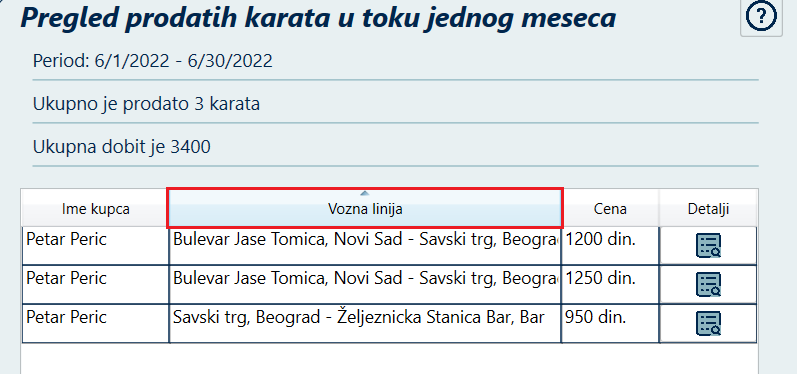 Pregled prodatih karata u toku jednog meseca
?
Period: 6/1/2022 - 6/30/2022
Ukupno je prodato 3 karata
Ukupna dobit je 3400
Ime kupca Vozna linija Cena Detalji
Petar Peric Bulevar Jase Tomica, Novi Sad - Savski trg, Beogra 1200 din.
Petar Peric Bulevar Jase Tomica, Novi Sad - Savski trg, Beogra 1250 din.
Petar Peric Savski trg, Beograd - Željeznicka Stanica Bar, Bar 950 din.